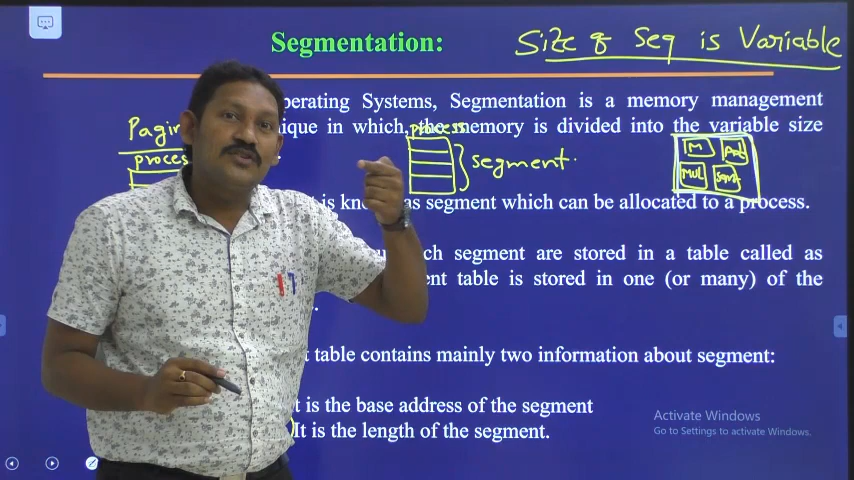 Segmentation:
Size of Seg is Variable
perating Systems, Segmentation is a memory management
nique in which, the memory is divided into the variable size
Pagin
process
process
segment.
M
Add
MUL
Sqrt
is known as segment which can be allocated to a process.
ch segment are stored in a table called as
ent table is stored in one (or many) of the
t table contains mainly two information about segment:
t is the base address of the segment
It is the length of the segment.
Activate Windows
Go to Settings to activate Windows.